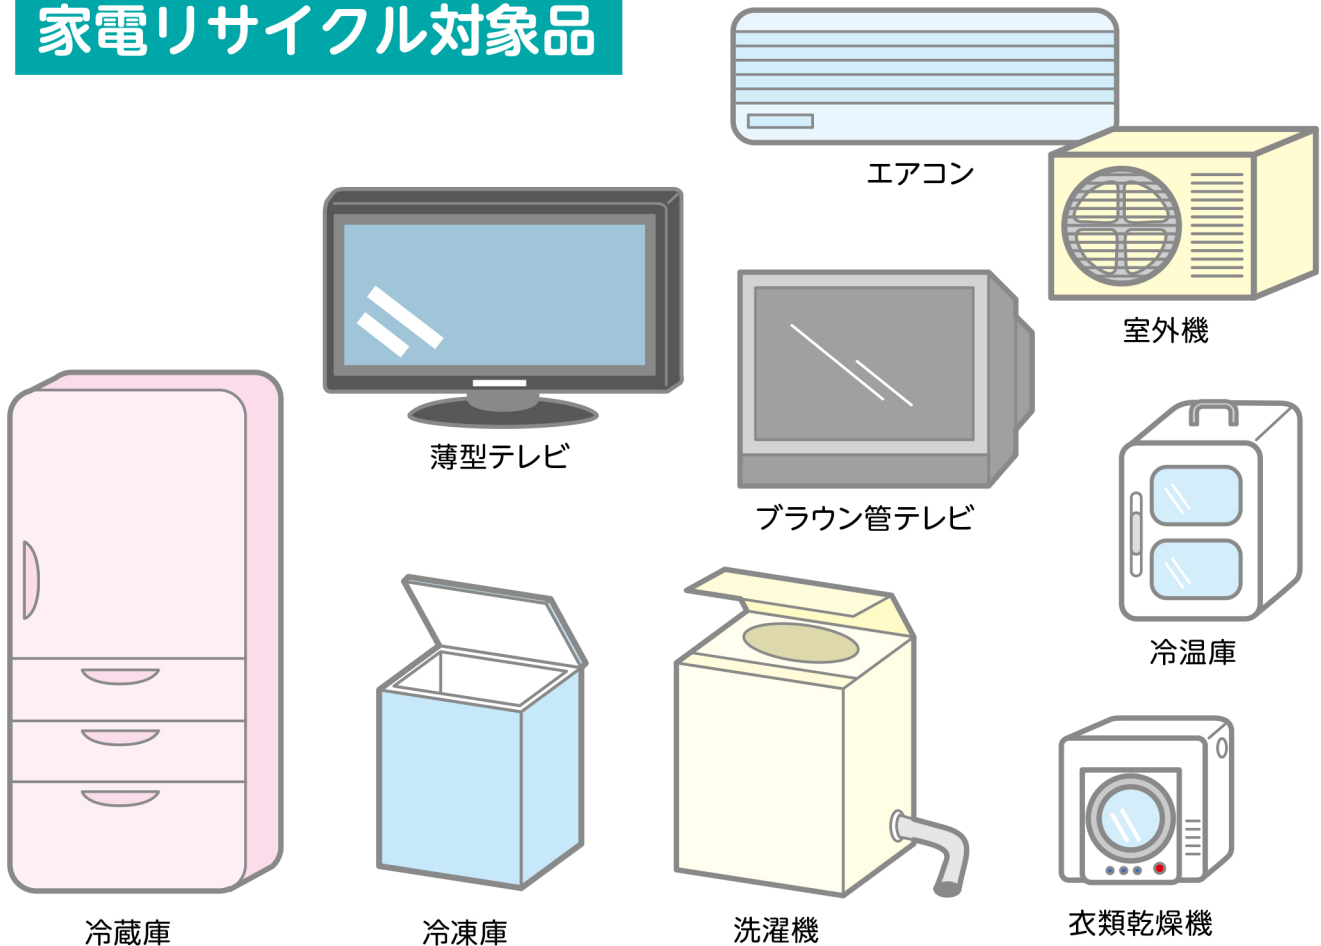 家電リサイクル対象品
エアコン
室外機
薄型テレビ
ブラウン管テレビ
冷温庫
冷蔵庫
冷凍庫
洗濯機
衣類乾燥機